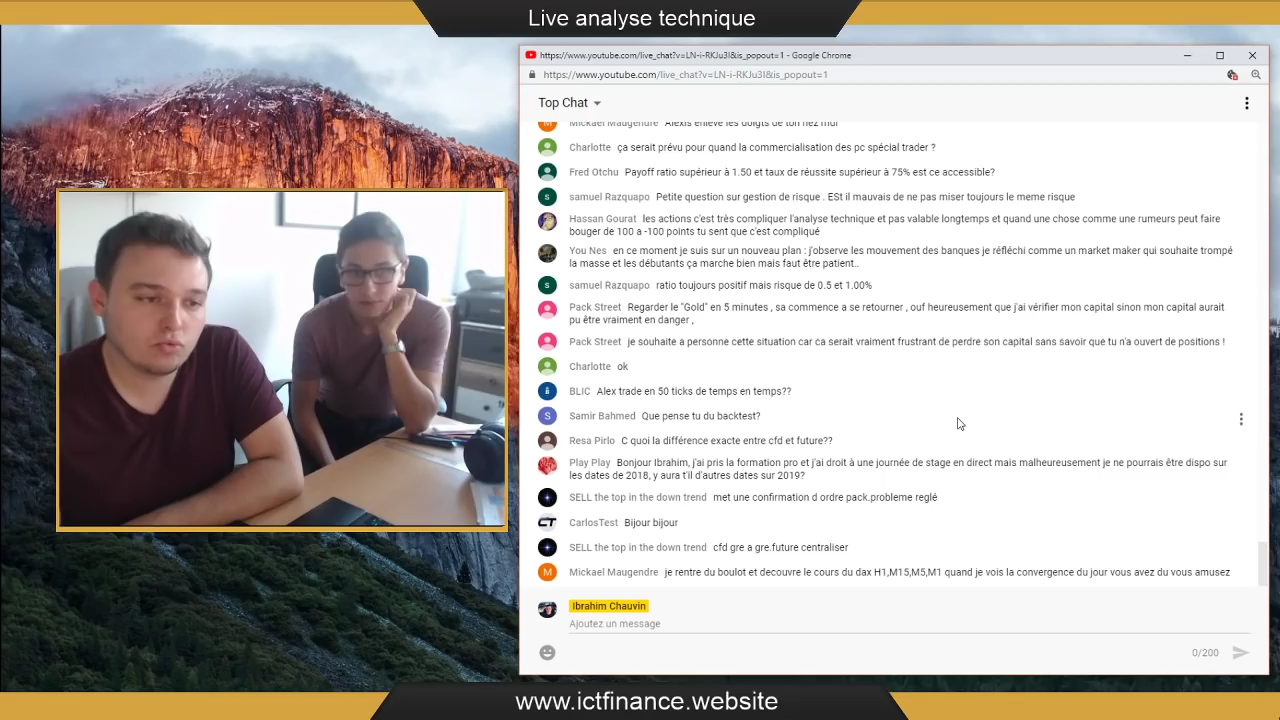 Live analyse technique
https://www.youtube.com/live_chat?v=LN-i-RKJu3I&is_popout=1 - Google Chrome
https://www.youtube.com/live_chat?v=LN-i-RKJu3I&is_popout=1
Top Chat
Mickael Maugendre Alexis enlève les doigts de ton nez mdr
Charlotte ça serait prévu pour quand la commercialisation des pc spécial trader ?
Fred Otchu Payoff ratio supérieur à 1.50 et taux de réussite supérieur à 75% est ce accessible?
samuel Razquapo Petite question sur gestion de risque . ESt il mauvais de ne pas miser toujours le meme risque
Hassan Gourat les actions c'est très compliquer l'analyse technique et pas valable longtemps et quand une chose comme une rumeurs peut faire
bouger de 100 a -100 points tu sent que c'est compliqué
You Nes en ce moment je suis sur un nouveau plan : j'observe les mouvement des banques je réfléchi comme un market maker qui souhaite trompé
la masse et les débutants ça marche bien mais faut être patient..
samuel Razquapo ratio toujours positif mais risque de 0.5 et 1.00%
Pack Street Regarder le "Gold" en 5 minutes , sa commence a se retourner , ouf heureusement que j'ai vérifier mon capital sinon mon capital aurait
pu être vraiment en danger ,
Pack Street je souhaite a personne cette situation car ca serait vraiment frustrant de perdre son capital sans savoir que tu n'a ouvert de positions !
Charlotte ok
BLIC Alex trade en 50 ticks de temps en temps??
S Samir Bahmed Que pense tu du backtest?
Resa Pirlo C quoi la différence exacte entre cfd et future??
Play Play Bonjour Ibrahim, j'ai pris la formation pro et j'ai droit à une journée de stage en direct mais malheureusement je ne pourrais être dispo sur
les dates de 2018, y aura t'il d'autres dates sur 2019?
SELL the top in the down trend met une confirmation d ordre pack.probleme reglé
CT CarlosTest Bijour bijour
SELL the top in the down trend cfd gre a gre.future centraliser
M Mickael Maugendre je rentre du boulot et decouvre le cours du dax H1,M15,M5,M1 quand je vois la convergence du jour vous avez du vous amusez
Ibrahim Chauvin
Ajoutez un message
0/200
www.ictfinance.website